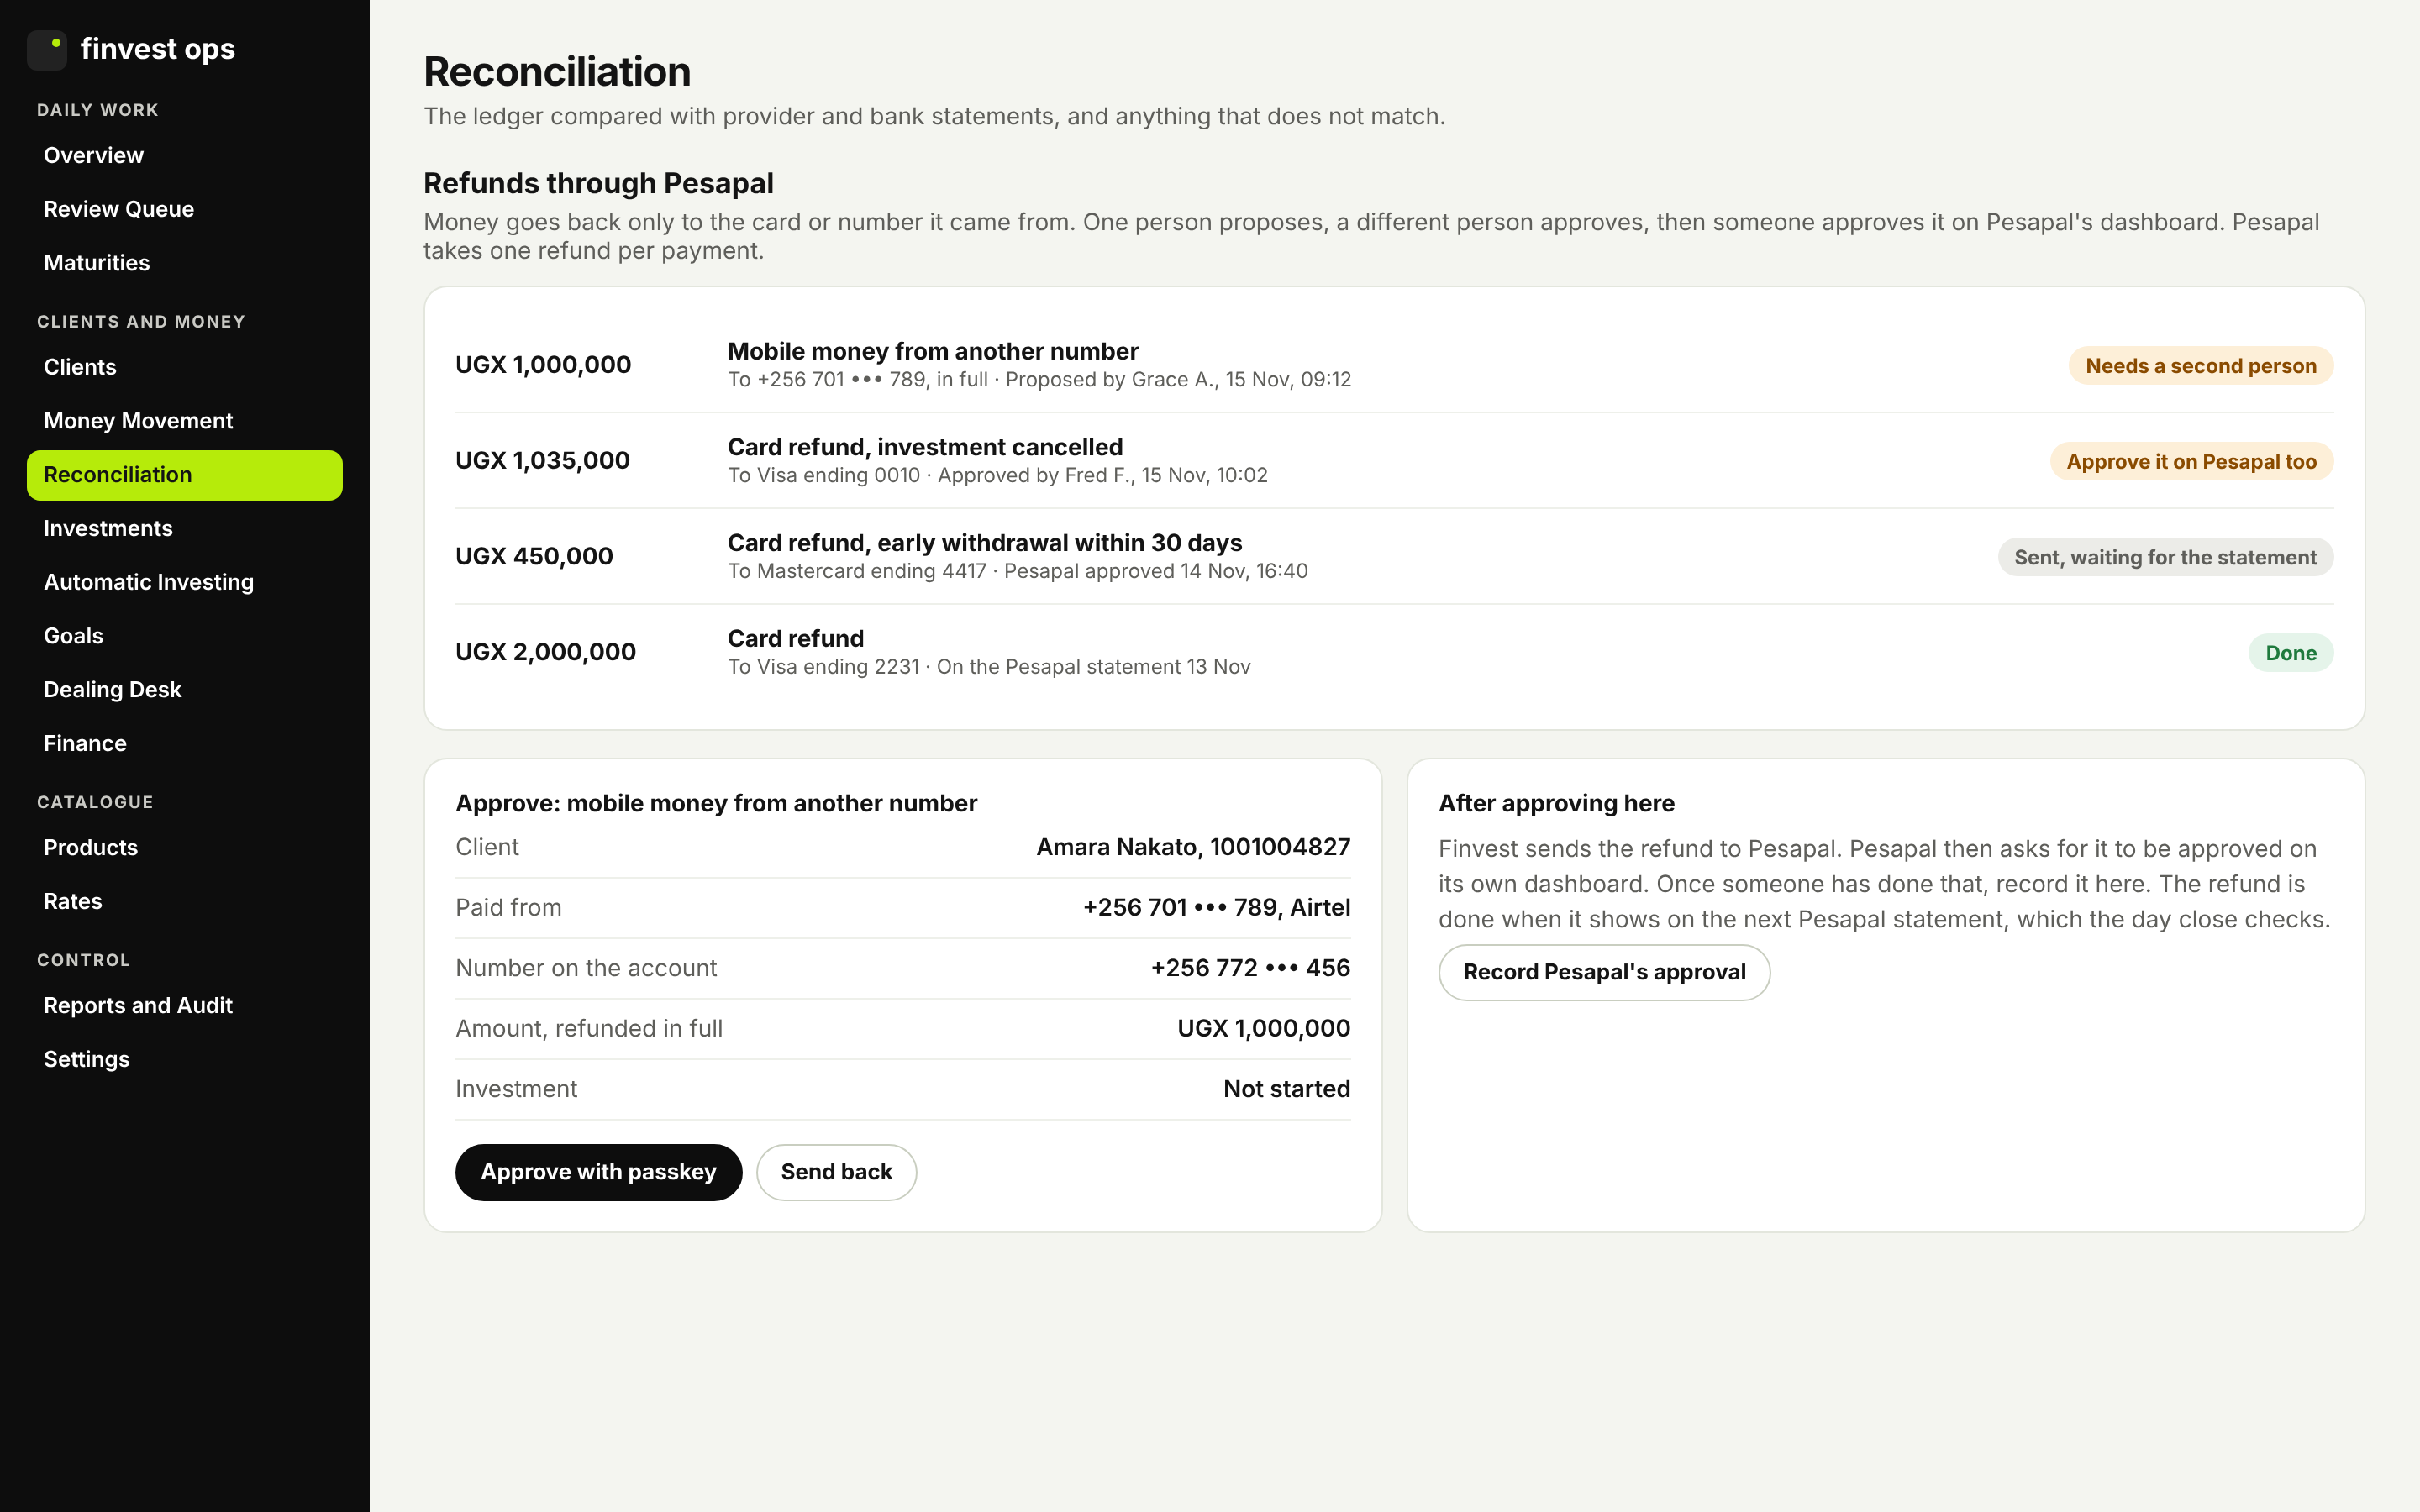 finvest ops
DAILY WORK
Overview
Review Queue
Maturities
CLIENTS AND MONEY
Clients
Money Movement
Reconciliation
Investments
Automatic Investing
Goals
Dealing Desk
Finance
CATALOGUE
Products
Rates
CONTROL
Reports and Audit
Settings
Reconciliation
The ledger compared with provider and bank statements, and anything that does not match.
Refunds through Pesapal
Money goes back only to the card or number it came from. One person proposes, a different person approves, then someone approves it on Pesapal's dashboard. Pesapal
takes one refund per payment.
UGX 1,000,000
Mobile money from another number
To +256 701 ••• 789, in full · Proposed by Grace A., 15 Nov, 09:12
Needs a second person
UGX 1,035,000
Card refund, investment cancelled
To Visa ending 0010 · Approved by Fred F., 15 Nov, 10:02
Approve it on Pesapal too
UGX 450,000
Card refund, early withdrawal within 30 days
To Mastercard ending 4417 · Pesapal approved 14 Nov, 16:40
Sent, waiting for the statement
UGX 2,000,000
Card refund
To Visa ending 2231 · On the Pesapal statement 13 Nov
Done
Approve: mobile money from another number
Client Amara Nakato, 1001004827
Paid from +256 701 ••• 789, Airtel
Number on the account +256 772 ••• 456
Amount, refunded in full UGX 1,000,000
Investment Not started
Approve with passkey Send back
After approving here
Finvest sends the refund to Pesapal. Pesapal then asks for it to be approved on
its own dashboard. Once someone has done that, record it here. The refund is
done when it shows on the next Pesapal statement, which the day close checks.
Record Pesapal's approval